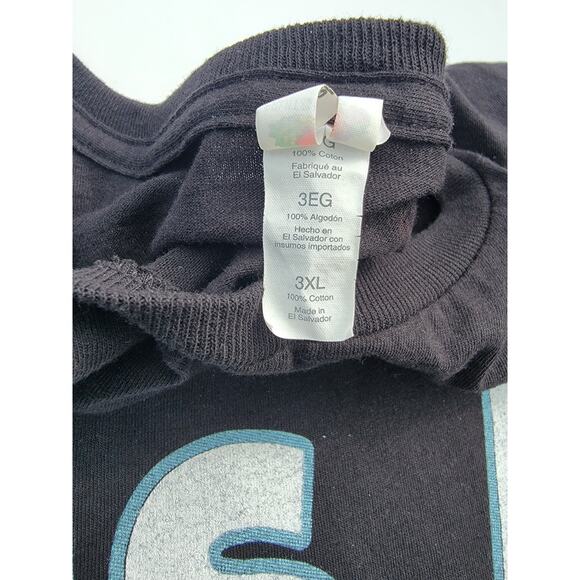 G
100% Coton
Fabriqué au
El Salvador
3EG
100% Algodón
Hecho en
El Salvador con
insumos importados
3XL
100% Cotton
Made in
El Salvador